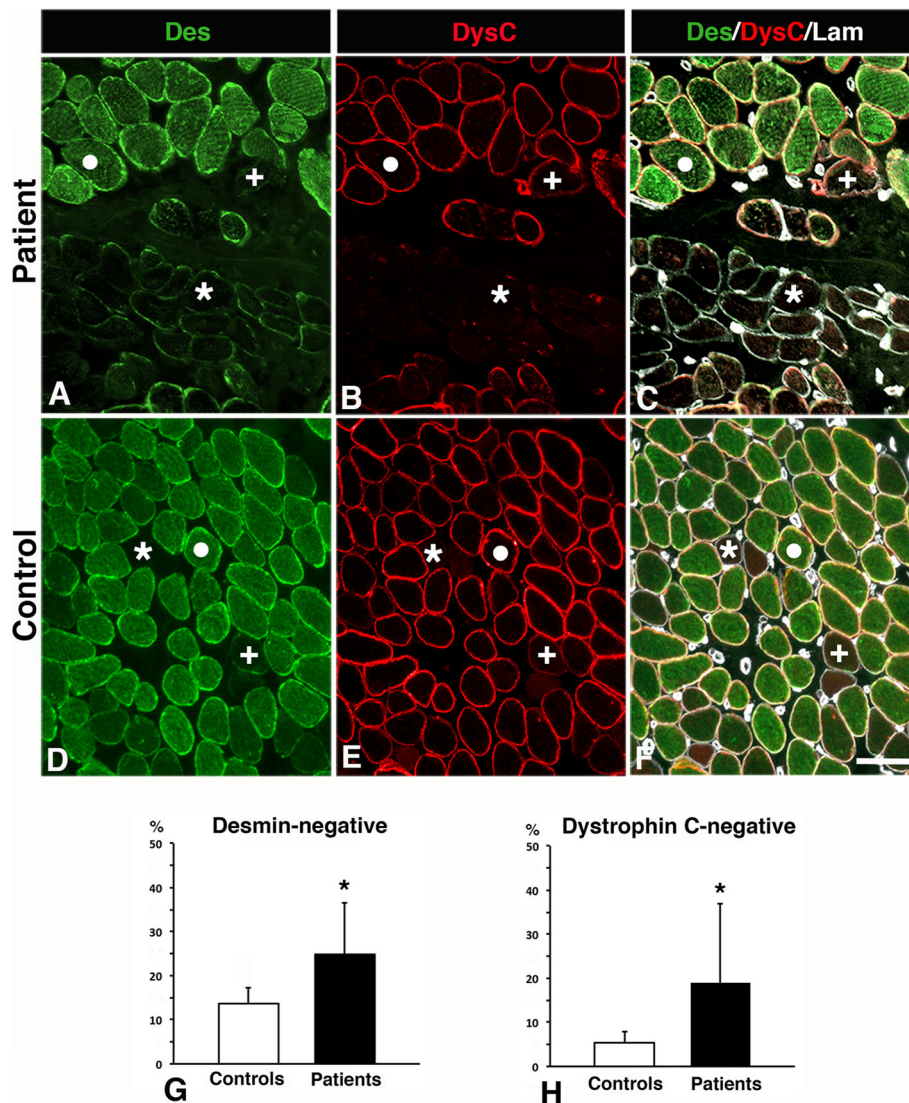 Des DysC Des/DysC/Lam
Patient
+ + +
* * *
A B C
Control
* * *
+ + +
D E F
% Desmin-negative
50
40
30
20
10
0
*
Controls Patients
G
% Dystrophin C-negative
50
40
30
20
10
0
*
Controls Patients
H